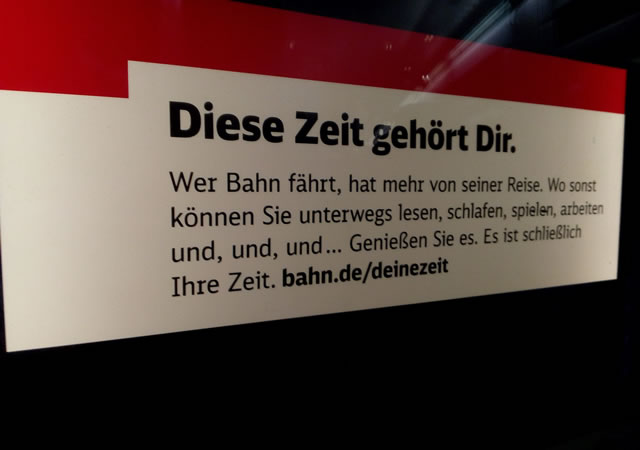 Diese Zeit gehört Dir.
Wer Bahn fährt, hat mehr von seiner Reise. Wo sonst
können Sie unterwegs lesen, schlafen, spielen, arbeiten
und, und, und ... Genießen Sie es. Es ist schließlich
Ihre Zeit. bahn.de/deinezeit